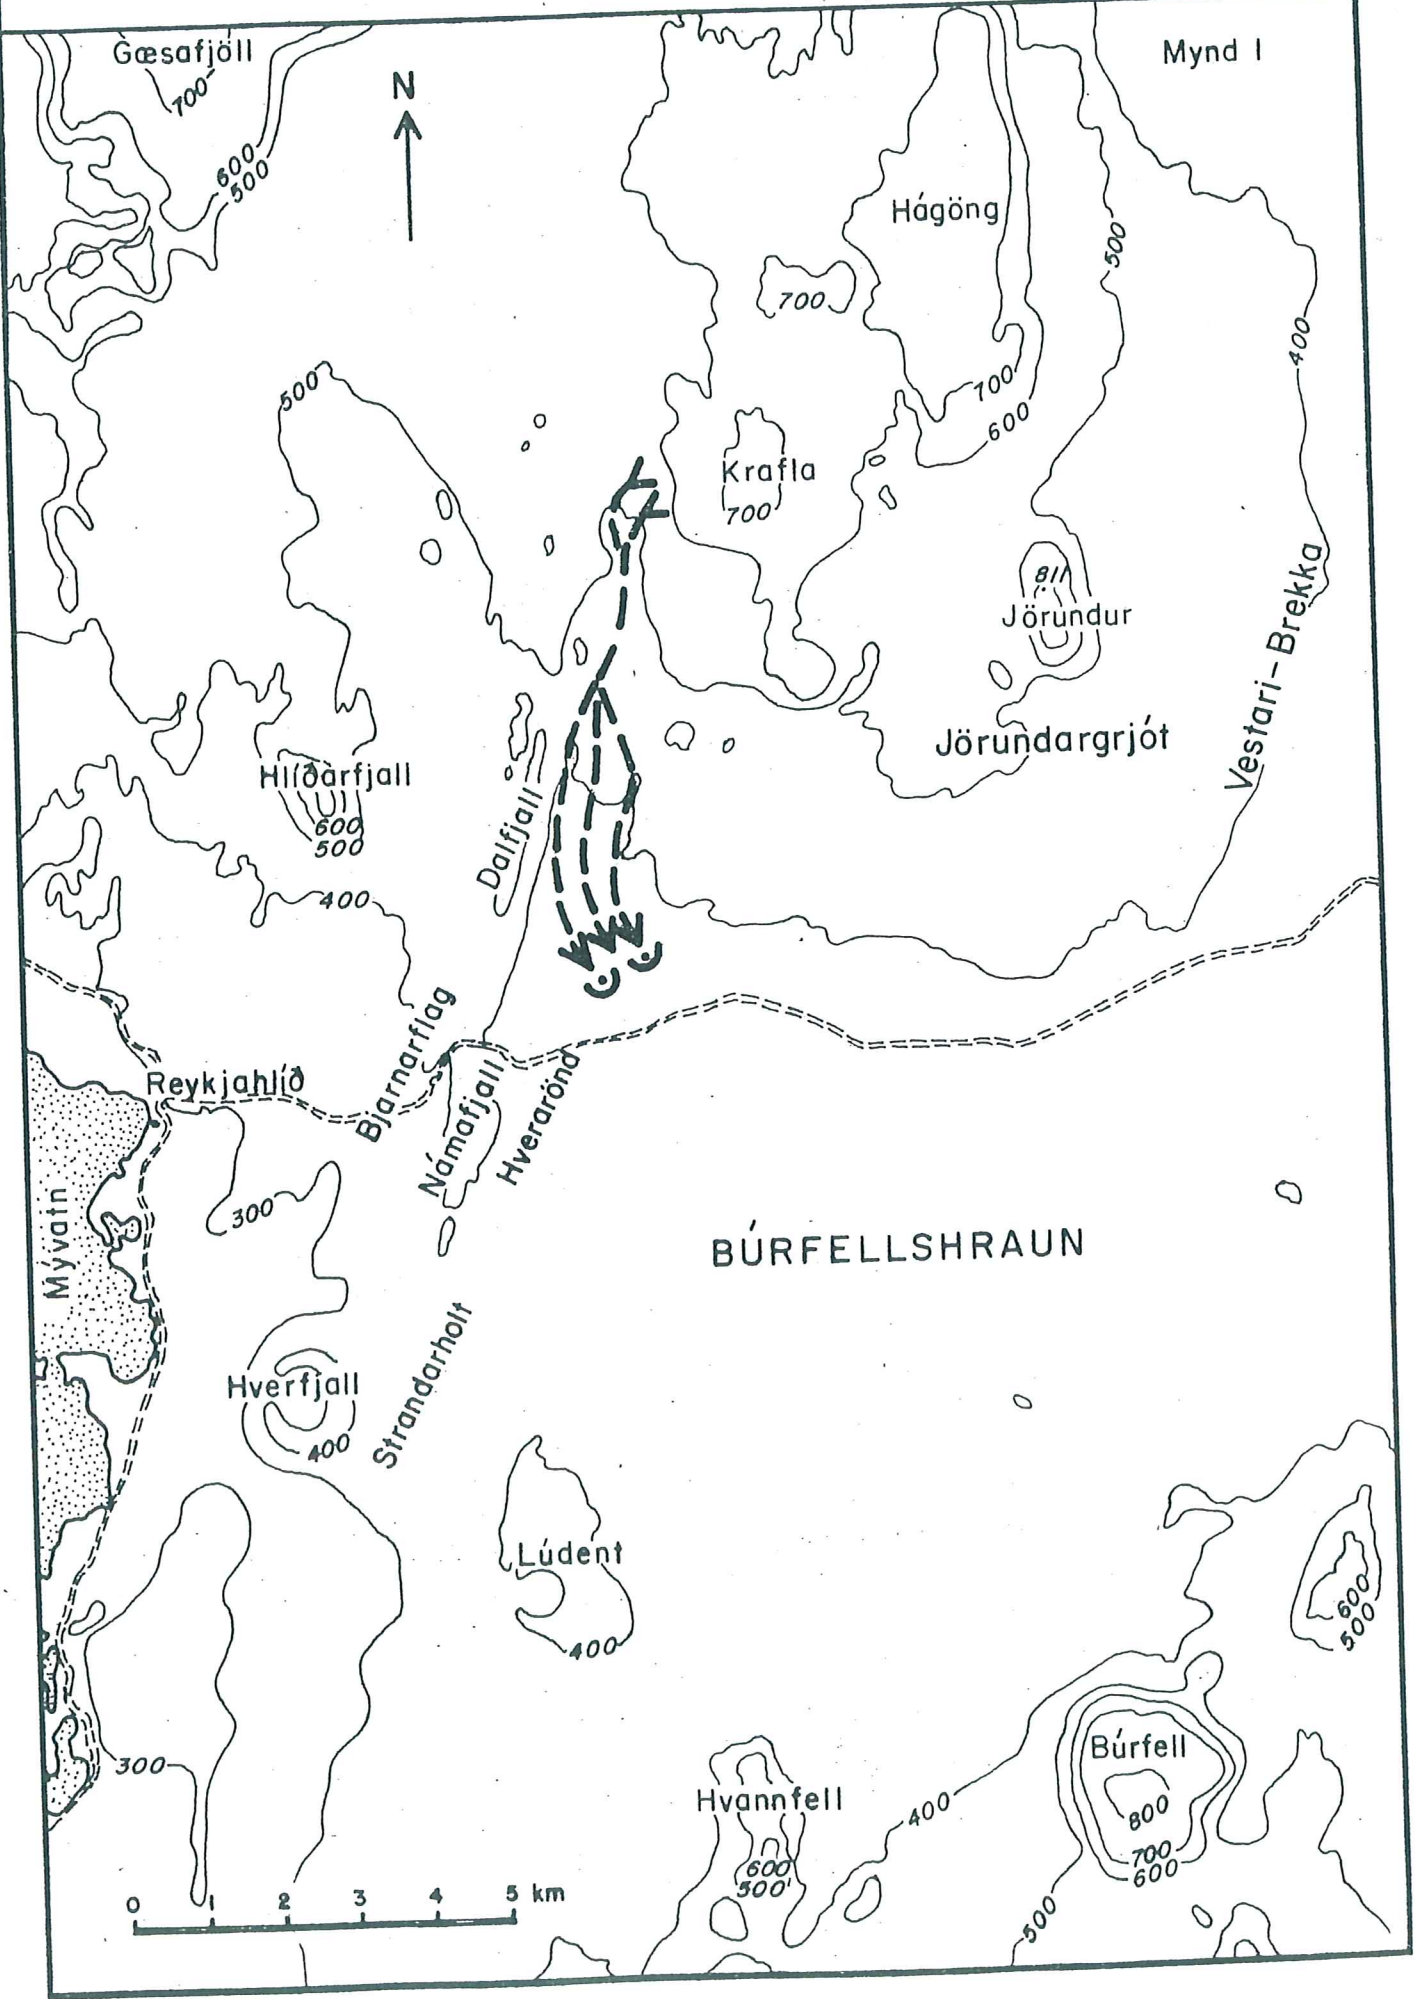 Gæsafjöll
700
Mynd I
N
600
500
Hágöng
500
700
400
500
700
600
Krafla
700
811
Jörundur
Vestari-Brekka
Jörundargrjót
Hlíðarfjall
600
500
Dalfjall
400
Bjarnarflag
Reykjahlíð
Námafjall
Hverarönd
Mývatn
300
BÚRFELLSHRAUN
Strandarholt
Hverfjall
400
Lúdent
400
600
500
300
Búrfell
800
700
600
Hvannfell
400
600
500
500
0 1 2 3 4 5 km